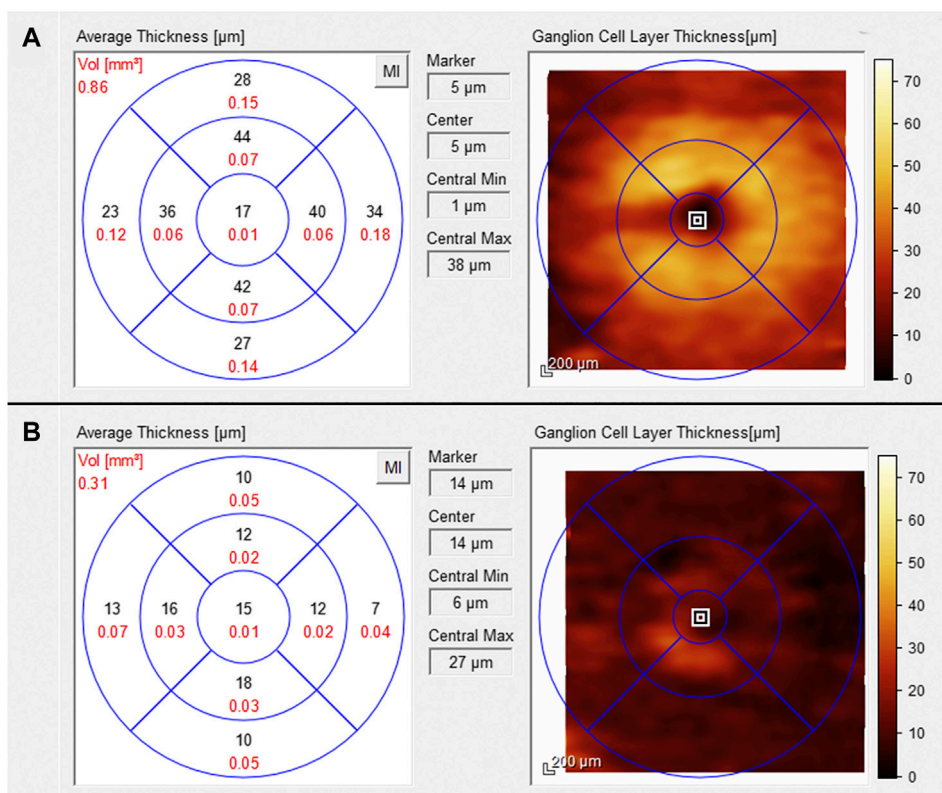 A
Average Thickness [µm]
Vol [mm³]
0.86
MI
28
0.15
44
0.07
23
0.12
36
0.06
17
0.01
40
0.06
34
0.18
42
0.07
27
0.14
Marker
5 µm
Center
5 µm
Central Min
1 µm
Central Max
38 µm
Ganglion Cell Layer Thickness[µm]
200 µm
70
60
50
40
30
20
10
0
B
Average Thickness [µm]
Vol [mm³]
0.31
MI
10
0.05
12
0.02
13
0.07
16
0.03
15
0.01
12
0.02
7
0.04
18
0.03
10
0.05
Marker
14 µm
Center
14 µm
Central Min
6 µm
Central Max
27 µm
Ganglion Cell Layer Thickness[µm]
200 µm
70
60
50
40
30
20
10
0